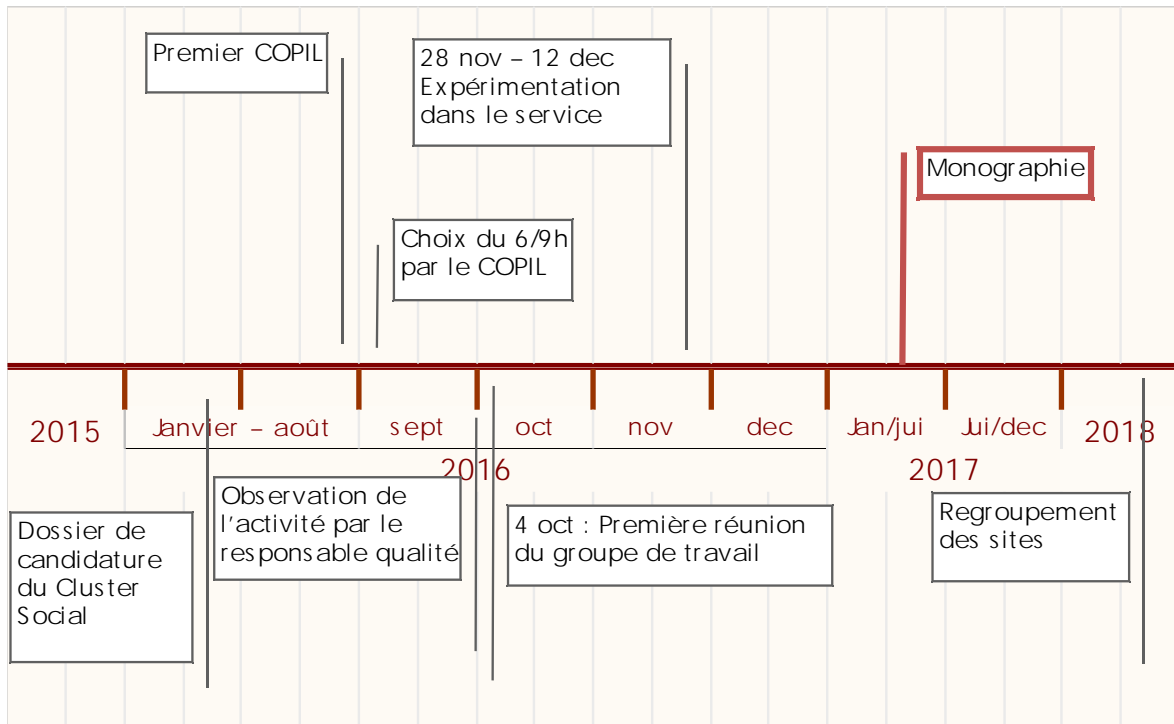 Premier COPIL
28 nov – 12 dec
Expérimentation
dans le service
Monographie
Choix du 6/9h
par le COPIL
2015
Janvier – août
sept
oct
nov
dec
Jan/jui
Jui/dec
2018
2016
2017
Dossier de
candidature
du Cluster
Social
Observation de
l'activité par le
responsable qualité
4 oct : Première réunion
du groupe de travail
Regroupement
des sites